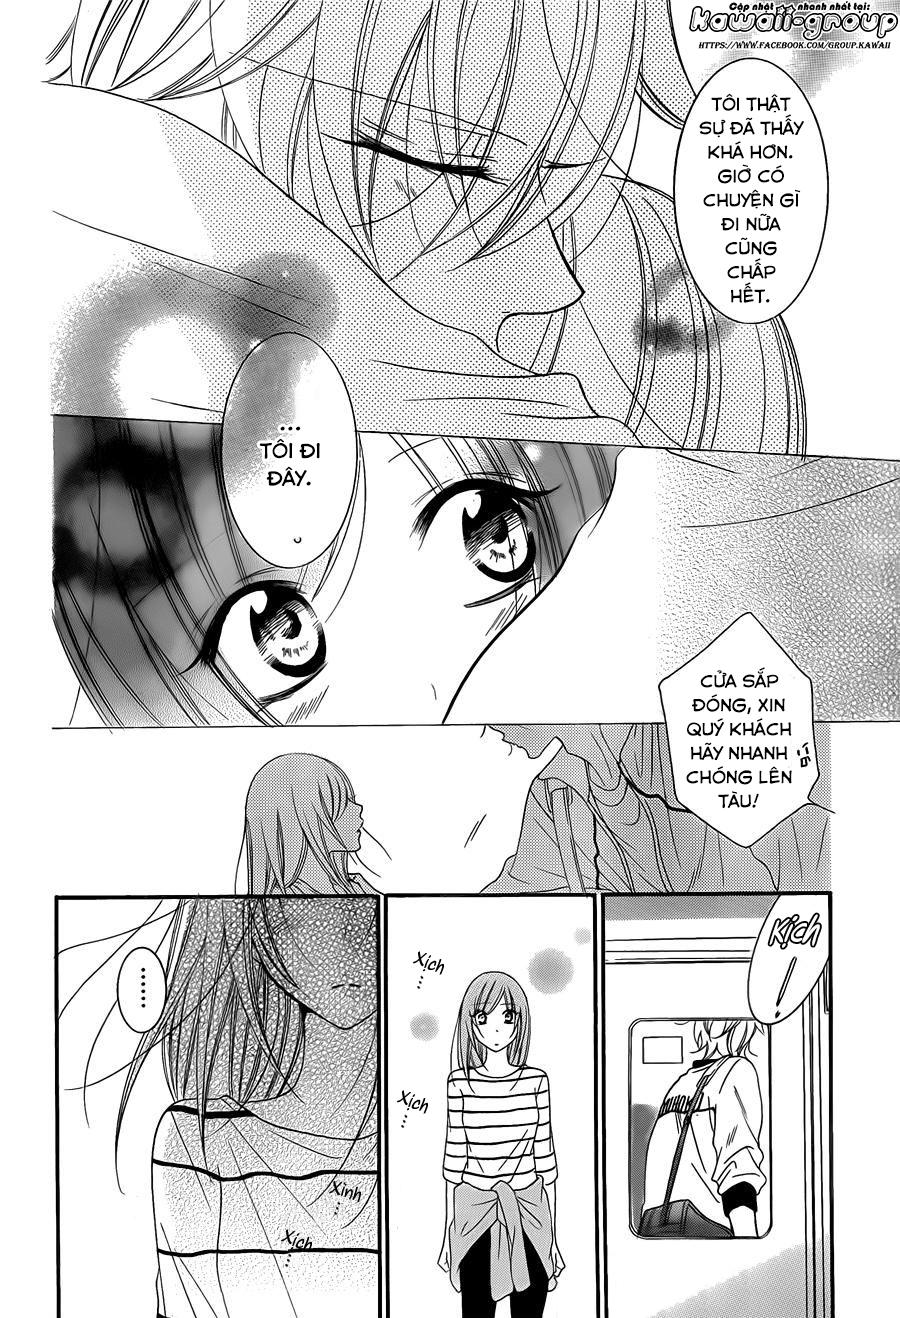 Cập nhật nhanh nhất tại:
kawaii-group
HTTPS://WWW.FACEBOOK.COM/GROUP.KAWAII
TÔI THẬT
SỰ ĐÃ THẤY
KHÁ HƠN.
GIỜ CÓ
CHUYỆN GÌ
ĐI NỮA
CŨNG
CHẤP
HẾT.
...
TÔI ĐI
ĐÂY.
CỬA SẮP
ĐÓNG, XIN
QUÝ KHÁCH
HÃY NHANH
CHÓNG LÊN
TÀU!
Kịch
Xịch
...
Xịch
...
......
Xình
Xịch
...